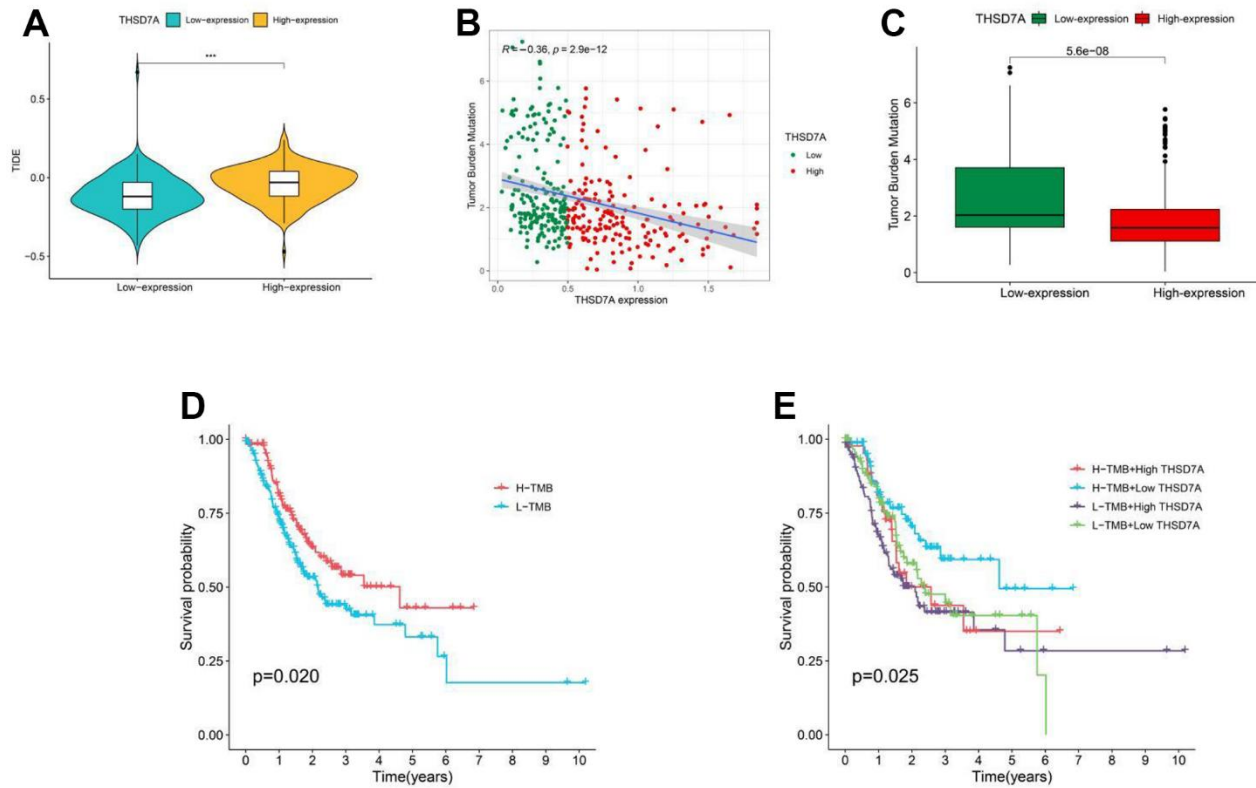 A
THSD7A Low-expression High-expression
***
TIDE
0.5
0.0
−0.5
Low-expression High-expression
B
R = −0.36, p = 2.9e−12
Tumor Burden Mutation
6
4
2
0
0.0 0.5 1.0 1.5
THSD7A expression
THSD7A
Low
High
C
THSD7A Low-expression High-expression
5.6e−08
Tumor Burden Mutation
6
4
2
0
Low-expression High-expression
D
Survival probability
1.00
0.75
0.50
0.25
0.00
H-TMB
L-TMB
p=0.020
0 1 2 3 4 5 6 7 8 9 10
Time(years)
E
Survival probability
1.00
0.75
0.50
0.25
0.00
H-TMB+High THSD7A
H-TMB+Low THSD7A
L-TMB+High THSD7A
L-TMB+Low THSD7A
p=0.025
0 1 2 3 4 5 6 7 8 9 10
Time(years)